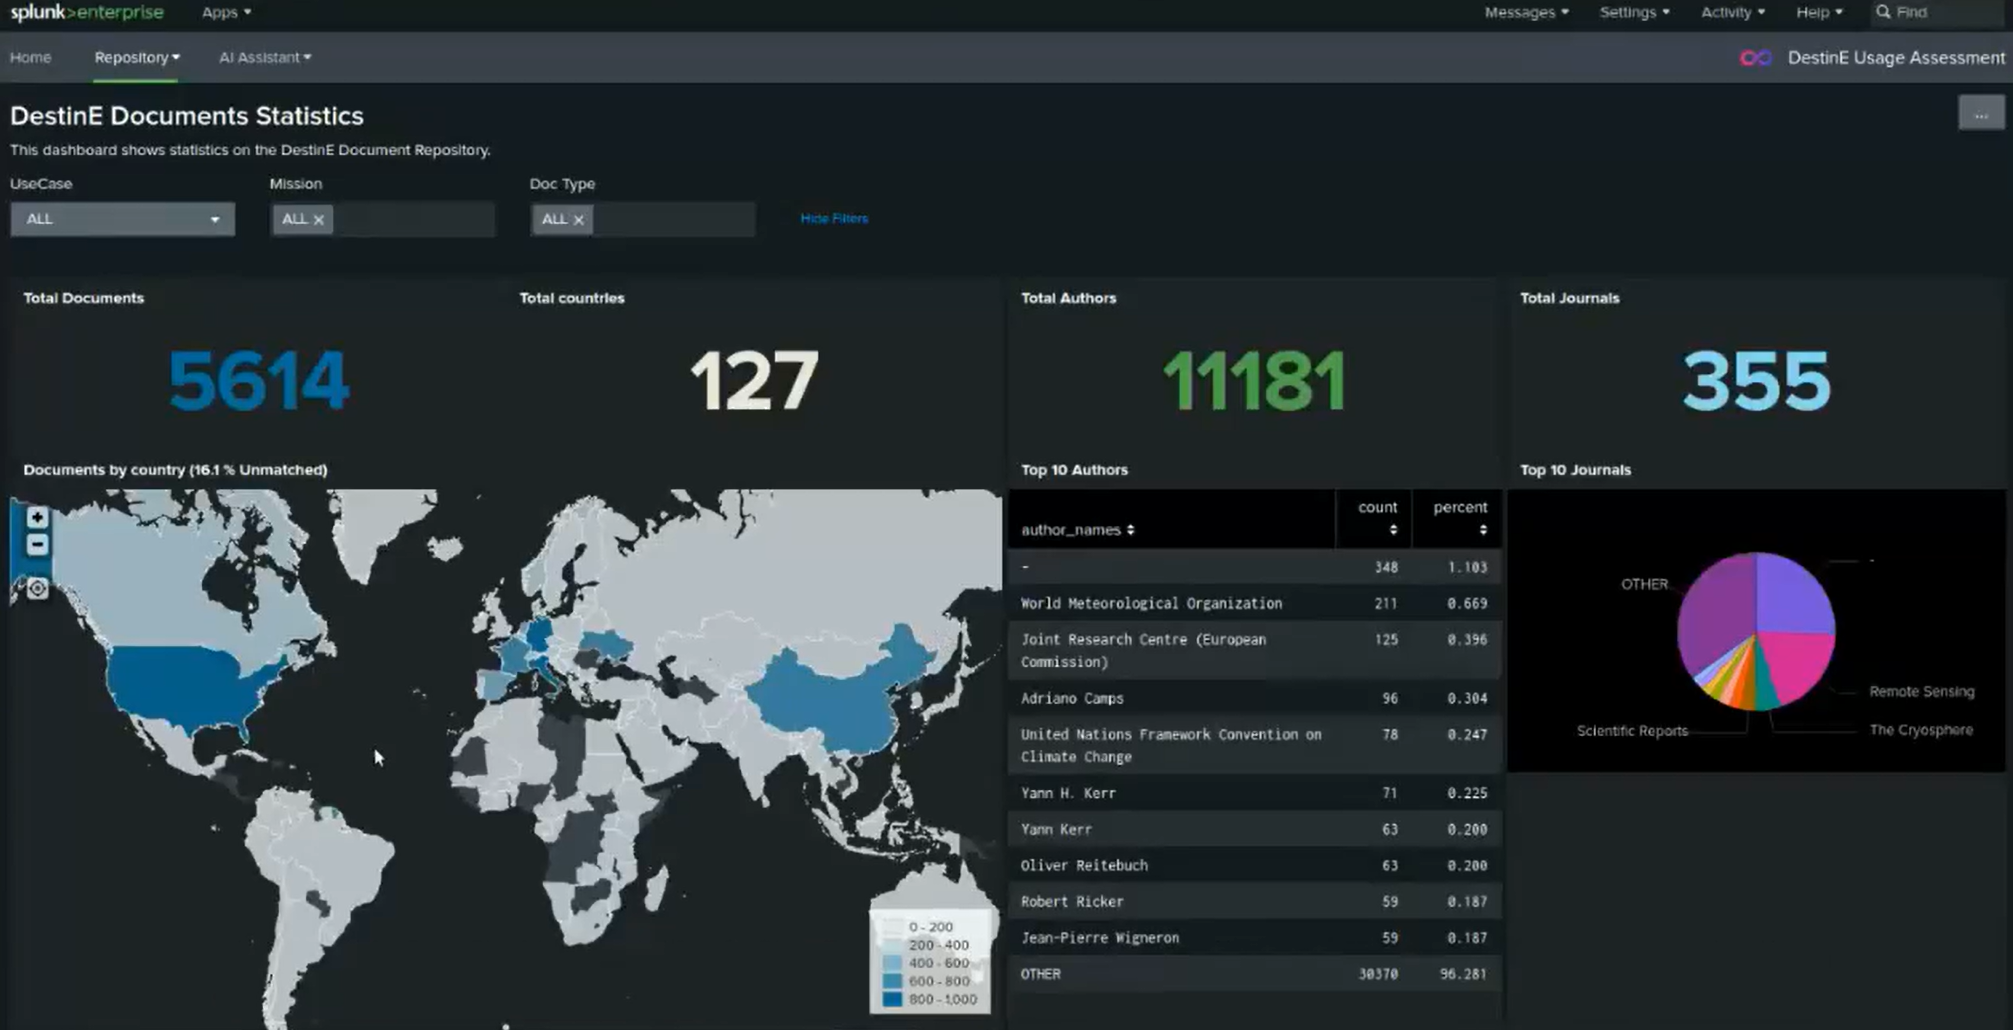 splunk>enterprise Apps Messages Settings Activity Help Find
Home Repository AI Assistant DestinE Usage Assessment
DestinE Documents Statistics
...
This dashboard shows statistics on the DestinE Document Repository.
UseCase Mission Doc Type
ALL ALL × ALL × Hide Filters
Total Documents Total countries Total Authors Total Journals
5614 127 11181 355
Documents by country (16.1 % Unmatched) Top 10 Authors Top 10 Journals
+
-
0 - 200
200 - 400
400 - 600
600 - 800
800 - 1,000
count percent
author_names
- 348 1.103
World Meteorological Organization 211 0.669
Joint Research Centre (European 125 0.396
Commission)
Adriano Camps 96 0.304
United Nations Framework Convention on 78 0.247
Climate Change
Yann H. Kerr 71 0.225
Yann Kerr 63 0.200
Oliver Reitebuch 63 0.200
Robert Ricker 59 0.187
Jean-Pierre Wigneron 59 0.187
OTHER 30370 96.281
-
OTHER
Remote Sensing
Scientific Reports
The Cryosphere